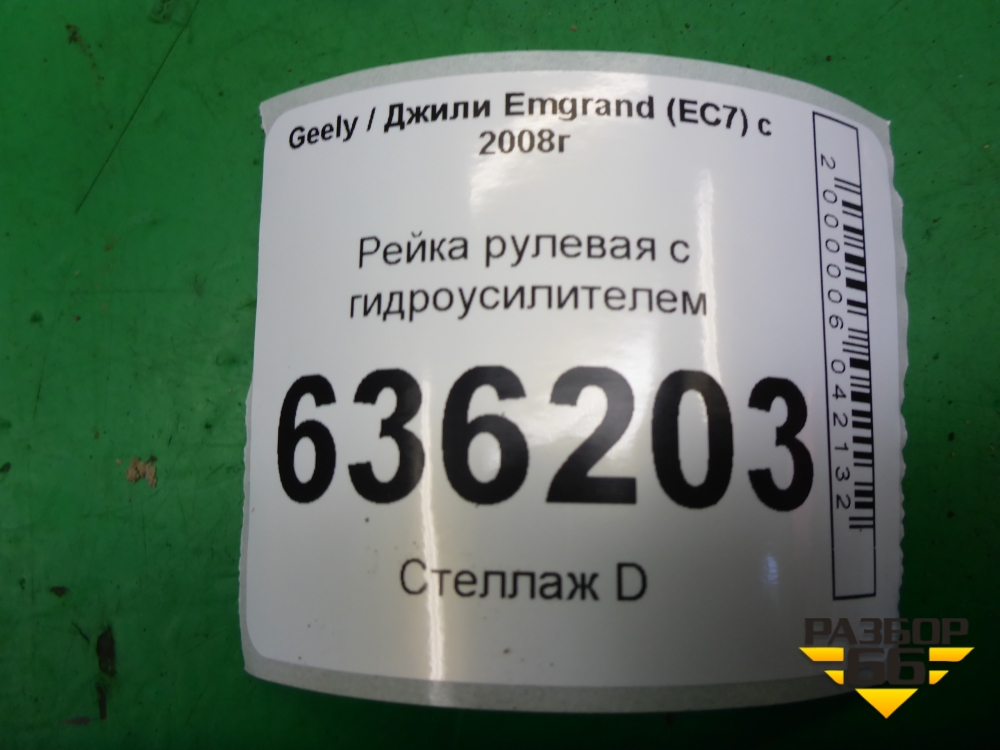 Geely / Джили Emgrand (EC7) с
2008г
Рейка рулевая с
гидроусилителем
636203
Стеллаж D
2000006042132
РАЗБОР
66